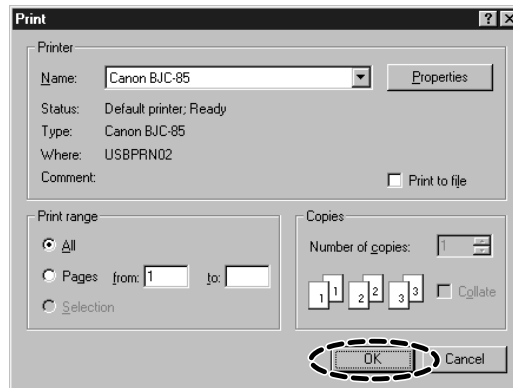 Print
Printer
Name: Canon BJC-85 Properties
Status: Default printer; Ready
Type: Canon BJC-85
Where: USBPRN02
Comment: Print to file
Print range
All
Pages from: 1 to:
Selection
Copies
Number of copies: 1
1 1 2 2 3 3 Collate
OK Cancel